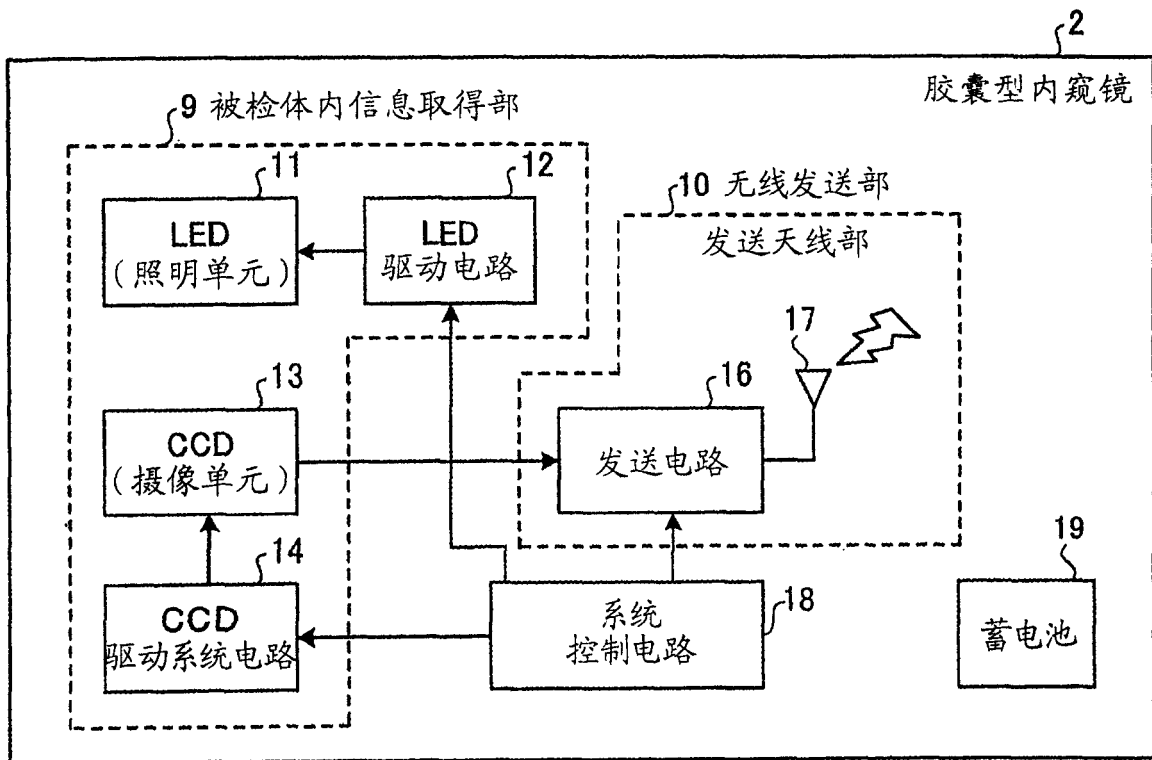 2
胶囊型内窥镜
9 被检体内信息取得部
11
12
LED
(照明单元)
LED
驱动电路
10 无线发送部
发送天线部
17
13
CCD
(摄像单元)
16
发送电路
14
CCD
驱动系统电路
系统
控制电路
18
19
蓄电池